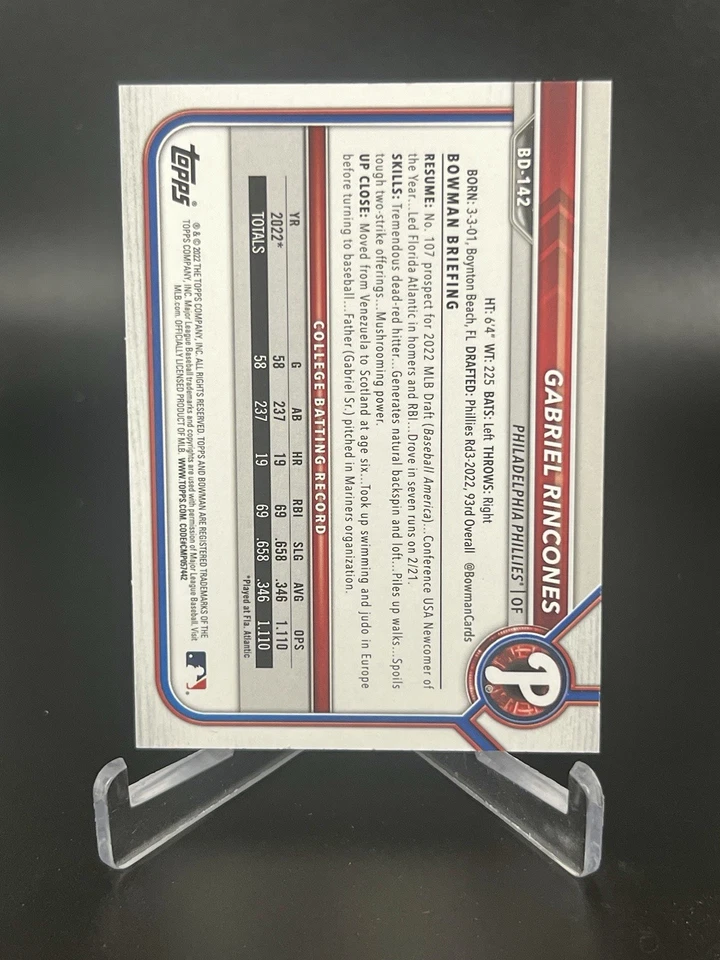 BD-142
GABRIEL RINCONES
PHILADELPHIA PHILLIES® | OF
P
®
HT: 6'4" WT: 225 BATS: Left THROWS: Right
BORN: 3-3-01, Boynton Beach, FL DRAFTED: Phillies Rd3-2022, 93rd Overall @BowmanCards
BOWMAN BRIEFING
RESUME: No. 107 prospect for 2022 MLB Draft (Baseball America)...Conference USA Newcomer of
the Year...Led Florida Atlantic in homers and RBI...Drove in seven runs on 2/21.
SKILLS: Tremendous dead-red hitter...Generates natural backspin and loft...Piles up walks...Spoils
tough two-strike offerings...Mushrooming power.
UP CLOSE: Moved from Venezuela to Scotland at age six...Took up swimming and judo in Europe
before turning to baseball...Father (Gabriel Sr.) pitched in Mariners organization.
COLLEGE BATTING RECORD
YR G AB HR RBI SLG AVG OPS
2022* 58 237 19 69 .658 .346 1.110
TOTALS 58 237 19 69 .658 .346 1.110
*Played at Fla. Atlantic
topps®
® & © 2022 THE TOPPS COMPANY, INC. ALL RIGHTS RESERVED. TOPPS AND BOWMAN ARE REGISTERED TRADEMARKS OF THE
TOPPS COMPANY, INC. Major League Baseball trademarks and copyrights are used with permission of Major League Baseball. Visit
MLB.com. OFFICIALLY LICENSED PRODUCT OF MLB. WWW.TOPPS.COM. CODE#CMP057442